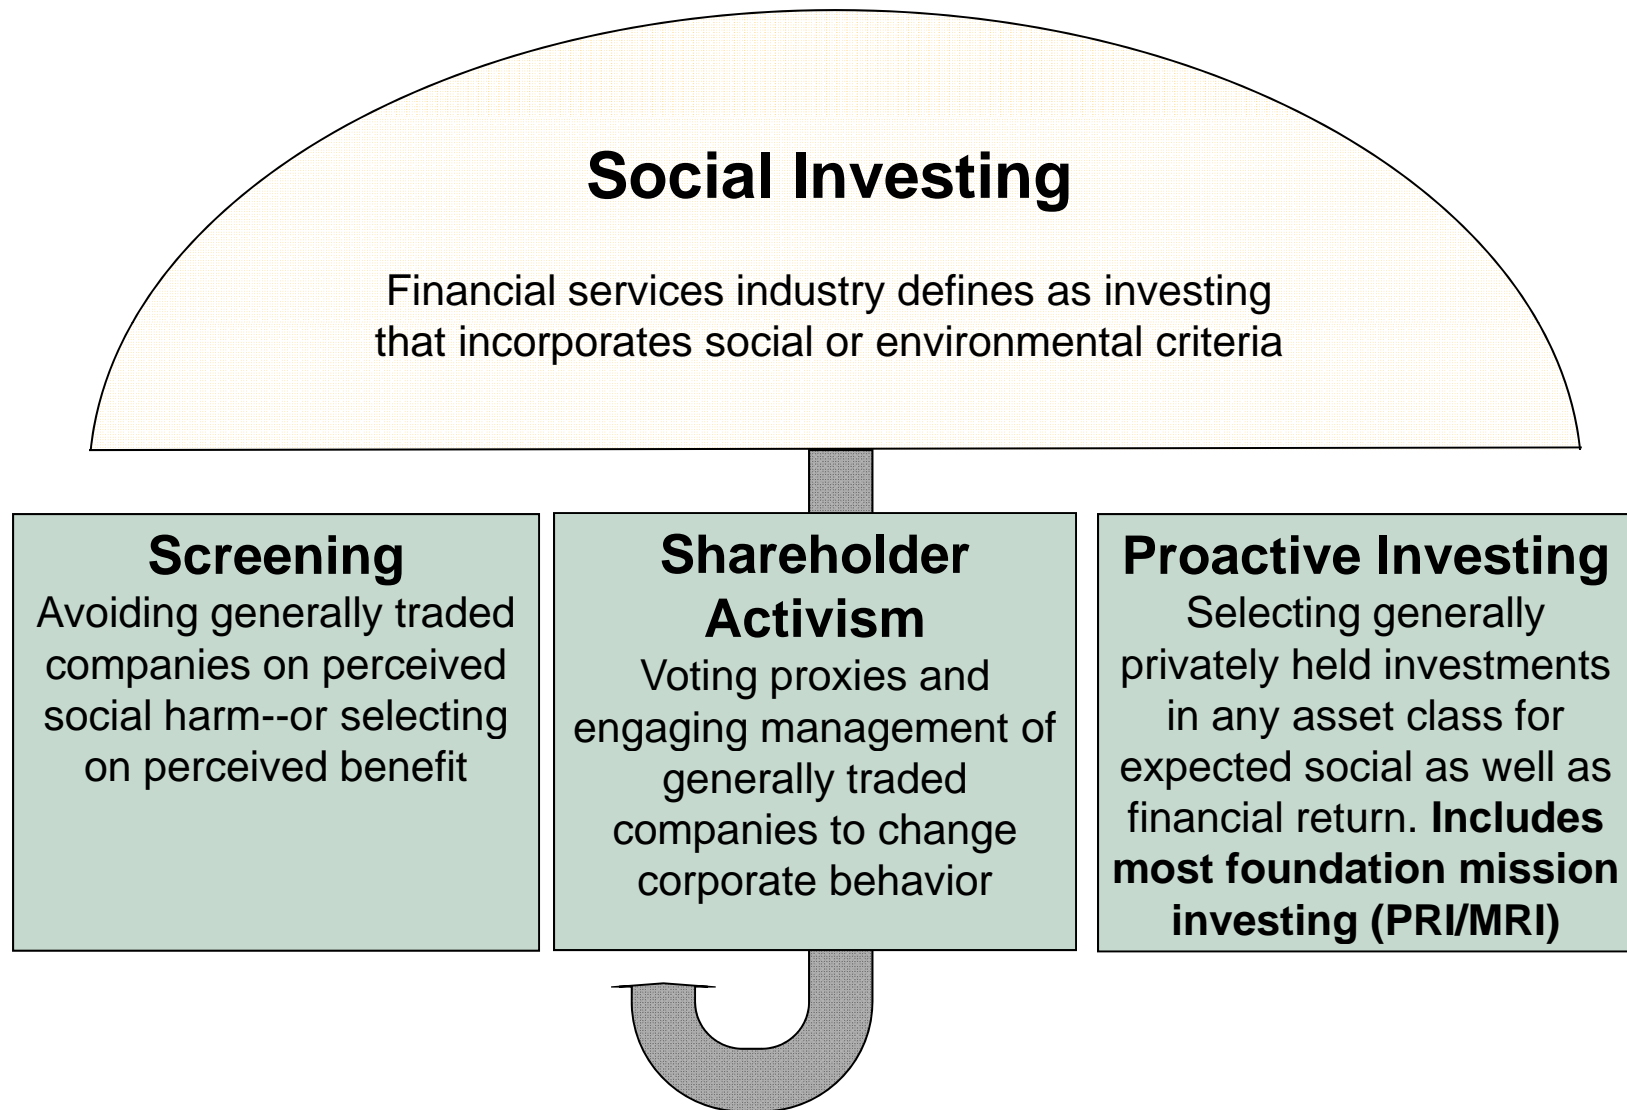 Social Investing
Financial services industry defines as investing
that incorporates social or environmental criteria
Screening
Avoiding generally traded
companies on perceived
social harm--or selecting
on perceived benefit
Shareholder
Activism
Voting proxies and
engaging management of
generally traded
companies to change
corporate behavior
Proactive Investing
Selecting generally
privately held investments
in any asset class for
expected social as well as
financial return. Includes
most foundation mission
investing (PRI/MRI)